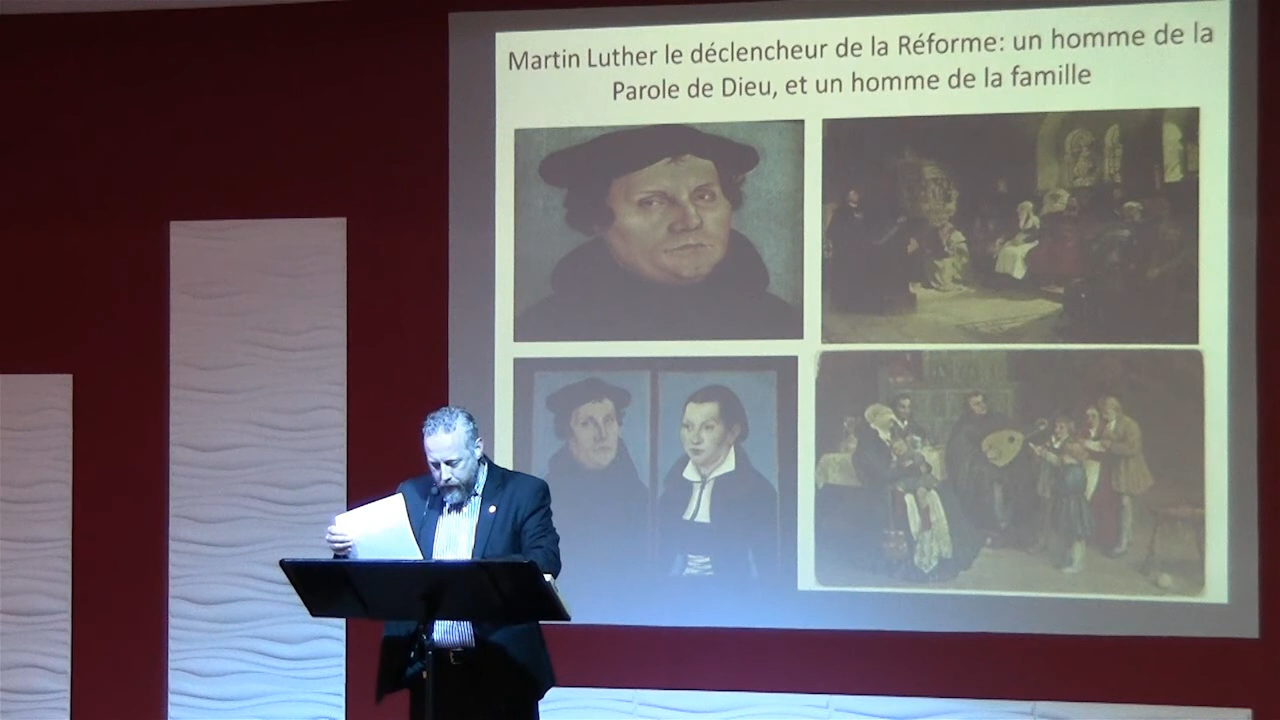 Martin Luther le déclencheur de la Réforme: un homme de la
Parole de Dieu, et un homme de la famille